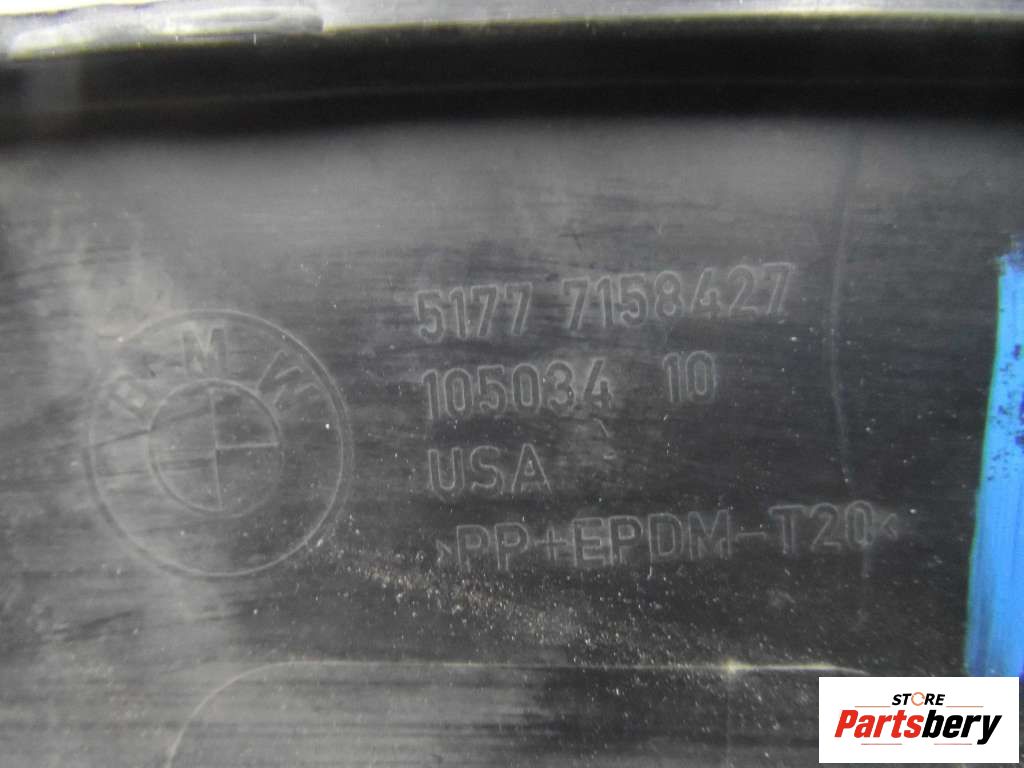 BMW
5177 7158427
105034 10
USA
>PP+EPDM-T20<
STORE
Partsbery